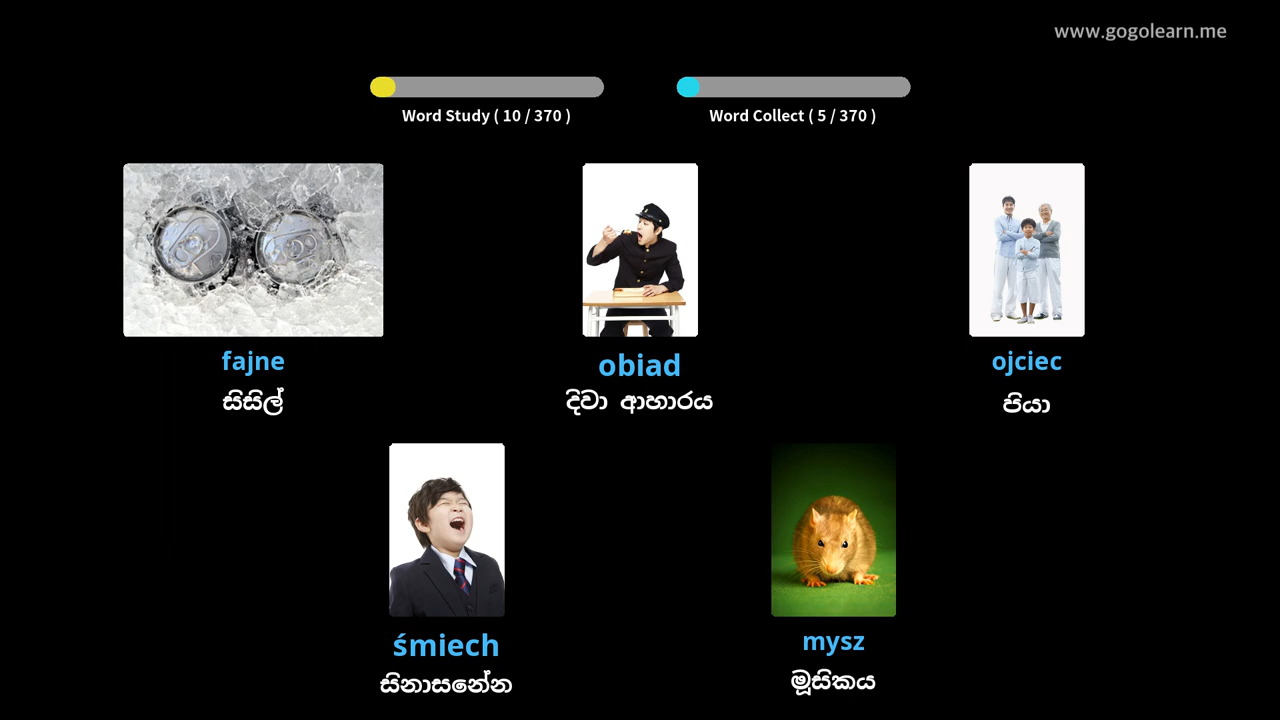 www.gogolearn.me
Word Study ( 10 / 370 )
Word Collect ( 5 / 370 )
fajne
සිසිල්
obiad
දිවා ආහාරය
ojciec
පියා
śmiech
සිනාසනේන
mysz
මූසිකය